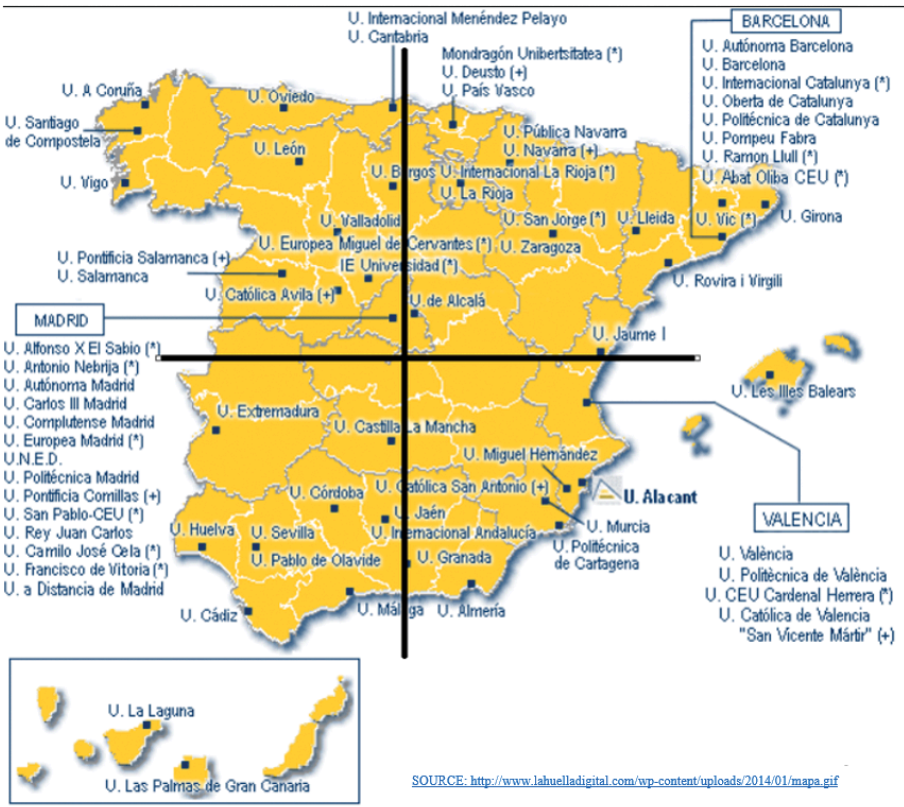 U. Internacional Menéndez Pelayo
U. Cantabria
Mondragón Unibertsitatea (*)
U. Deusto (+)
U. País Vasco
BARCELONA
U. Autónoma Barcelona
U. Barcelona
U. Internacional Catalunya (*)
U. Oberta de Catalunya
U. Politécnica de Catalunya
U. Pompeu Fabra
U. Ramon Llull (*)
U. Abat Oliba CEU (*)
U. A Coruña
U. Oviedo
U. Santiago
de Compostela
U. León
U. Pública Navarra
U. Navarra (+)
U. Vigo
U. Burgos
U. Internacional La Rioja (*)
U. La Rioja
U. Valladolid
U. San Jorge (*)
U. Lleida
U. Vic (*)
U. Girona
U. Europea Miguel de Cervantes (*)
U. Zaragoza
U. Pontificia Salamanca (+)
U. Salamanca
IE Universidad (*)
U. Rovira i Virgili
U. Católica Avila (+)
U. de Alcalá
MADRID
U. Alfonso X El Sabio (*)
U. Antonio Nebrija (*)
U. Autónoma Madrid
U. Carlos III Madrid
U. Complutense Madrid
U. Europea Madrid (*)
U.N.E.D.
U. Politécnica Madrid
U. Pontificia Comillas (+)
U. San Pablo-CEU (*)
U. Rey Juan Carlos
U. Camilo José Cela (*)
U. Francisco de Vitoria (*)
U. a Distancia de Madrid
U. Jaume I
U. Les Illes Balears
U. Extremadura
U. Castilla La Mancha
U. Miguel Hernández
U. Córdoba
U. Católica San Antonio (+)
U. Alacant
U. Jaén
U. Murcia
U. Huelva
U. Sevilla
U. Internacional Andalucía
U. Politécnica
de Cartagena
U. Pablo de Olavide
U. Granada
U. Cádiz
U. Málaga
U. Almería
VALENCIA
U. València
U. Politècnica de València
U. CEU Cardenal Herrera (*)
U. Católica de Valencia
"San Vicente Mártir" (+)
U. La Laguna
U. Las Palmas de Gran Canaria
SOURCE: http://www.lahuelladigital.com/wp-content/uploads/2014/01/mapa.gif